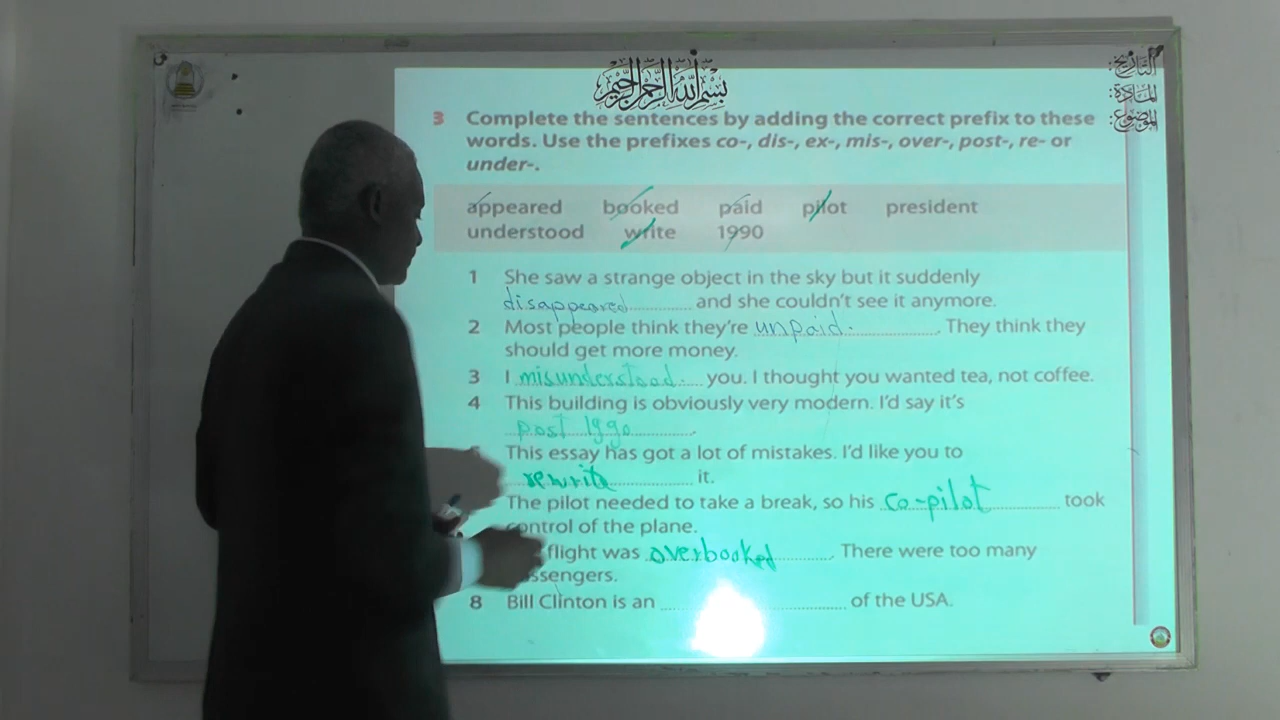 بسم الله الرحمن الرحيم
التاريخ:
المادة:
الموضوع:
3 Complete the sentences by adding the correct prefix to these
words. Use the prefixes co-, dis-, ex-, mis-, over-, post-, re- or
under-.
appeared booked paid pilot president
understood write 1990
1 She saw a strange object in the sky but it suddenly
disappeared and she couldn't see it anymore.
2 Most people think they're unpaid. They think they
should get more money.
3 I misunderstood you. I thought you wanted tea, not coffee.
4 This building is obviously very modern. I'd say it's
post 1990.
This essay has got a lot of mistakes. I'd like you to
rewrite it.
The pilot needed to take a break, so his co-pilot took
control of the plane.
flight was overbooked. There were too many
8 Bill Clinton is an of the USA.